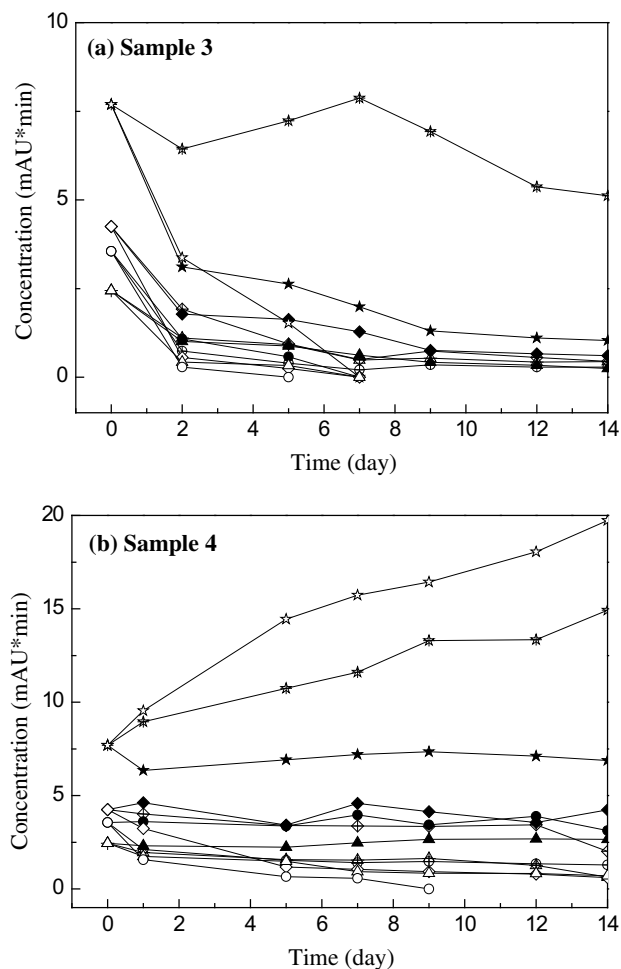 (a) Sample 3
10
5
0
Concentration (mAU*min)
0 2 4 6 8 10 12 14
Time (day)
(b) Sample 4
20
15
10
5
0
Concentration (mAU*min)
0 2 4 6 8 10 12 14
Time (day)